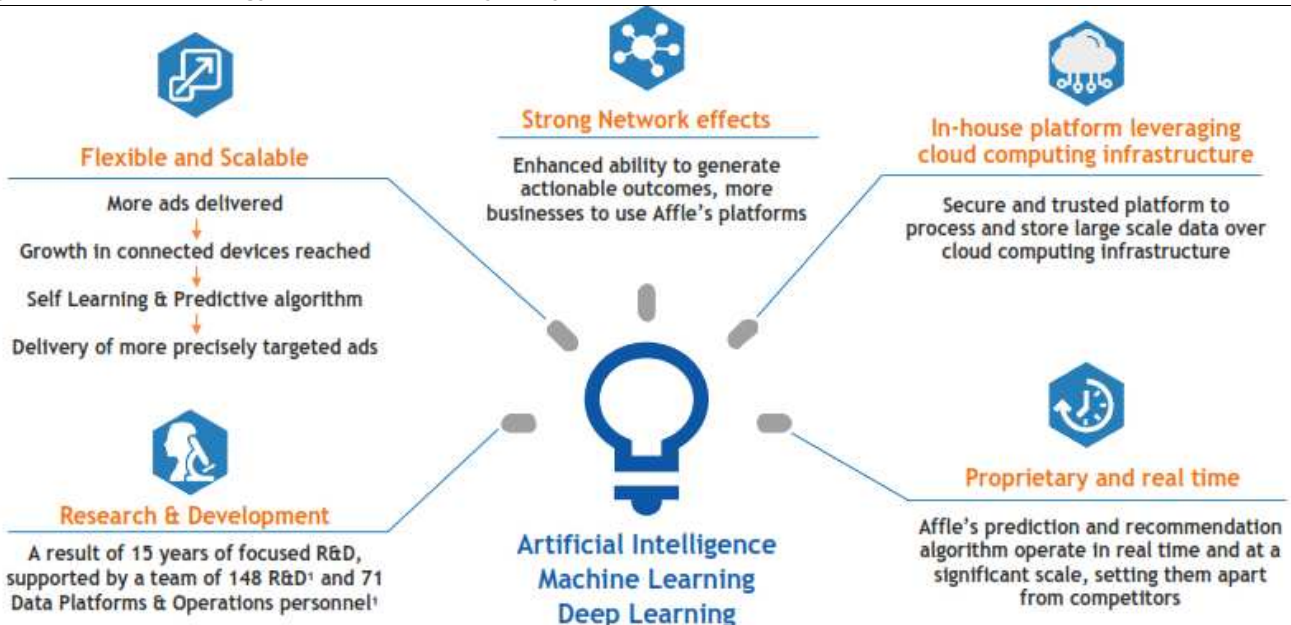 Flexible and Scalable
More ads delivered
Growth in connected devices reached
Self Learning & Predictive algorithm
Delivery of more precisely targeted ads
Strong Network effects
Enhanced ability to generate
actionable outcomes, more
businesses to use Affle's platforms
In-house platform leveraging
cloud computing infrastructure
Secure and trusted platform to
process and store large scale data over
cloud computing infrastructure
Research & Development
A result of 15 years of focused R&D,
supported by a team of 148 R&D¹ and 71
Data Platforms & Operations personnel¹
Artificial Intelligence
Machine Learning
Deep Learning
Proprietary and real time
Affle's prediction and recommendation
algorithm operate in real time and at a
significant scale, setting them apart
from competitors